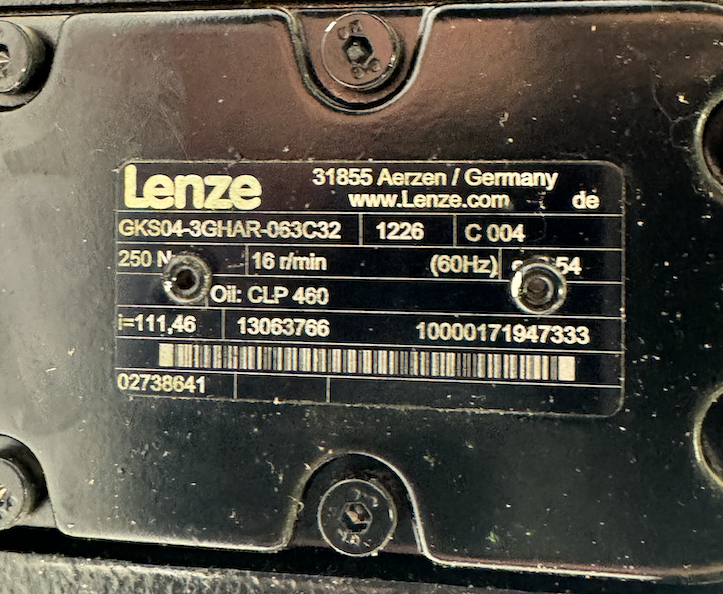 Lenze 31855 Aerzen / Germany
www.Lenze.com de
GKS04-3GHAR-063C32 1226 C 004
250 16 r/min (60Hz)
Oil: CLP 460
i=111,46 13063766 10000171947333
02738641